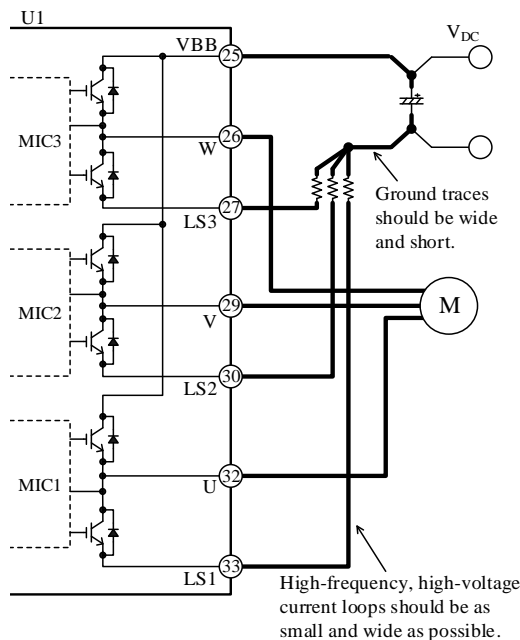 U1
VBB
25
V_DC
MIC3
26
W
27
LS3
Ground traces
should be wide
and short.
MIC2
29
V
M
30
LS2
MIC1
32
U
33
LS1
High-frequency, high-voltage
current loops should be as
small and wide as possible.